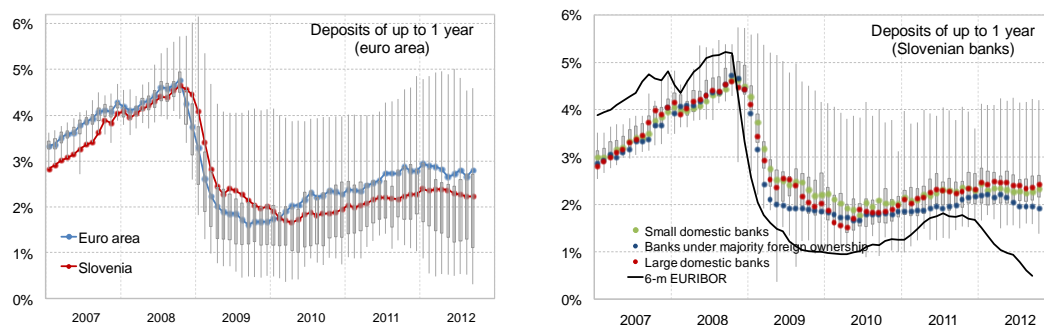 Deposits of up to 1 year
(euro area)
6%
5%
4%
3%
2%
1%
0%
Euro area
Slovenia
2007 2008 2009 2010 2011 2012
Deposits of up to 1 year
(Slovenian banks)
6%
5%
4%
3%
2%
1%
0%
Small domestic banks
Banks under majority foreign ownership
Large domestic banks
6-m EURIBOR
2007 2008 2009 2010 2011 2012